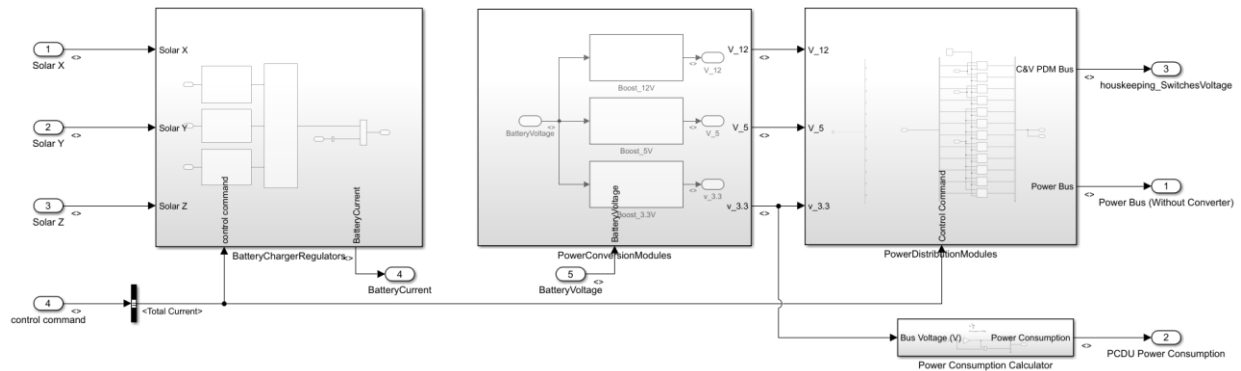 1
Solar X
<>
2
Solar Y
<>
3
Solar Z
<>
4
control command
<>
<Total Current>
Solar X
Solar Y
Solar Z
control command
BatteryCurrent
BatteryChargerRegulators
<>
4
BatteryCurrent
BatteryVoltage
<>
Boost_12V
<>
V_12
Boost_5V
<>
V_5
Boost_3.3V
<>
v_3.3
BatteryVoltage
V_12
<>
V_5
<>
v_3.3
<>
PowerConversionModules
5
<>
BatteryVoltage
V_12
V_5
v_3.3
Control Command
C&V PDM Bus
<>
Power Bus
<>
PowerDistributionModules
3
houskeeping_SwitchesVoltage
1
Power Bus (Without Converter)
Bus Voltage (V)
Power Consumption
<>
Power Consumption Calculator
2
PCDU Power Consumption